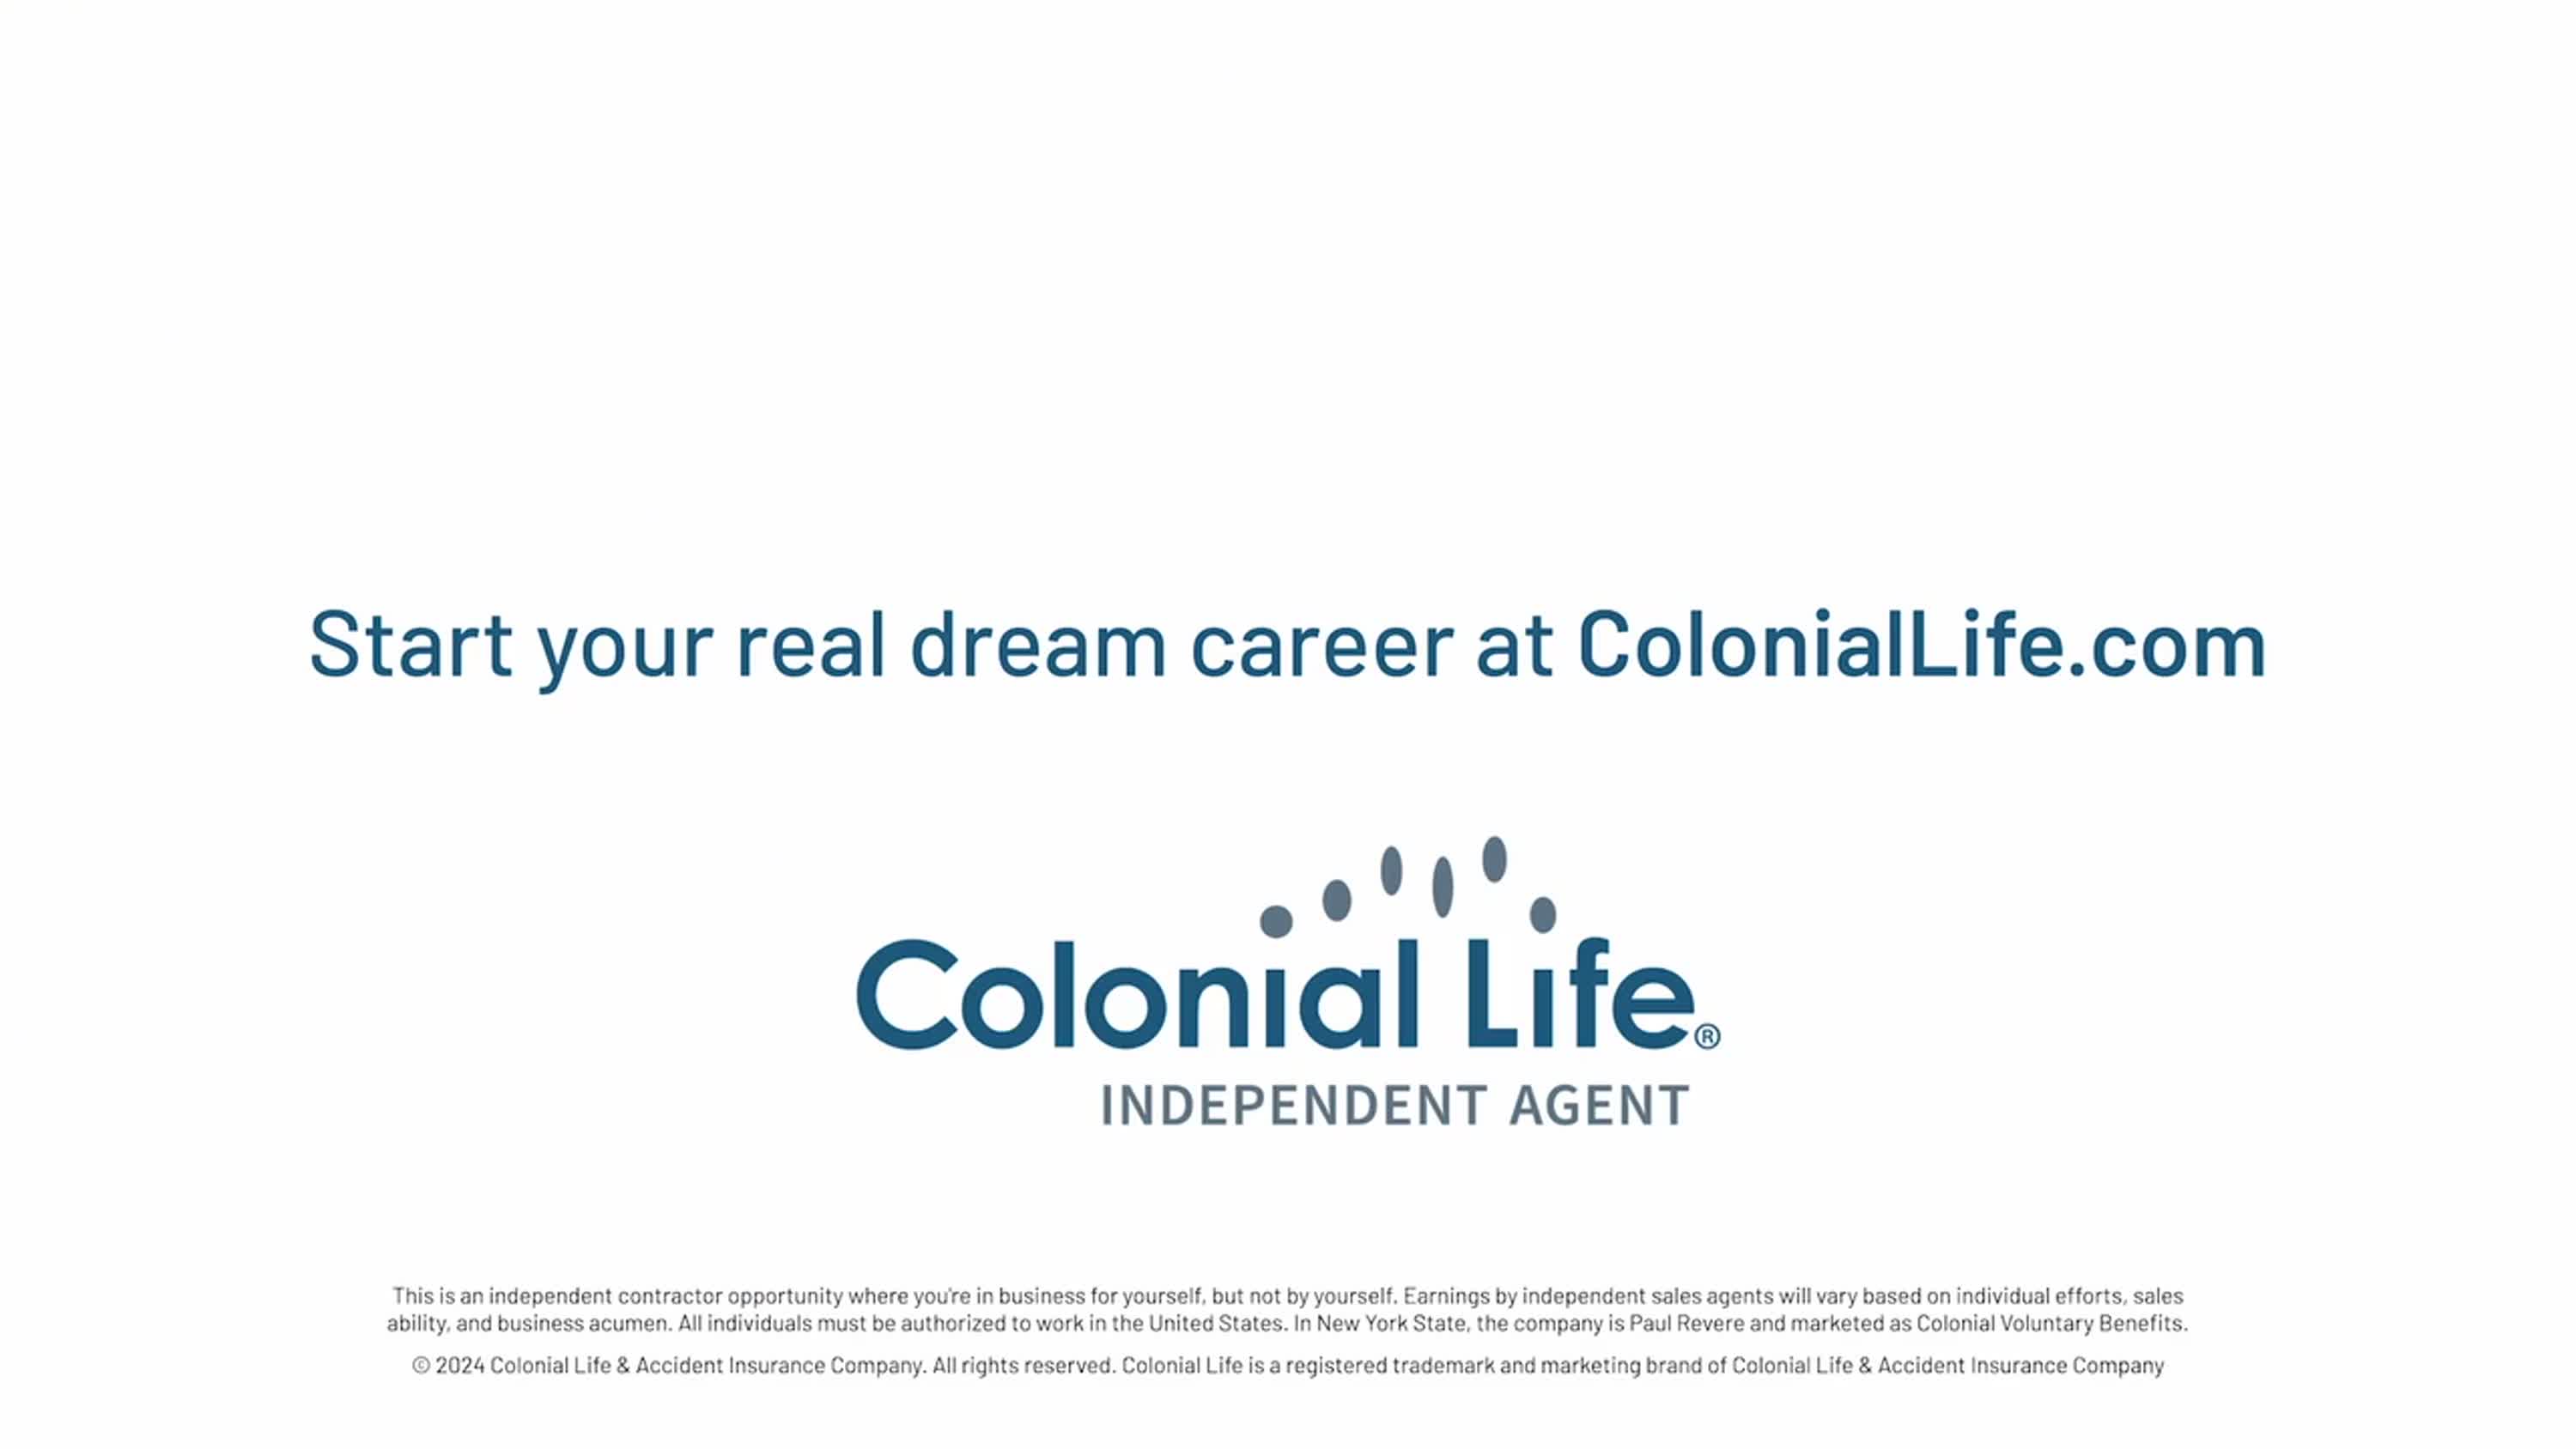 Start your real dream career at ColonialLife.com
Colonial Life®
INDEPENDENT AGENT
This is an independent contractor opportunity where you're in business for yourself, but not by yourself. Earnings by independent sales agents will vary based on individual efforts, sales
ability, and business acumen. All individuals must be authorized to work in the United States. In New York State, the company is Paul Revere and marketed as Colonial Voluntary Benefits.
© 2024 Colonial Life & Accident Insurance Company. All rights reserved. Colonial Life is a registered trademark and marketing brand of Colonial Life & Accident Insurance Company